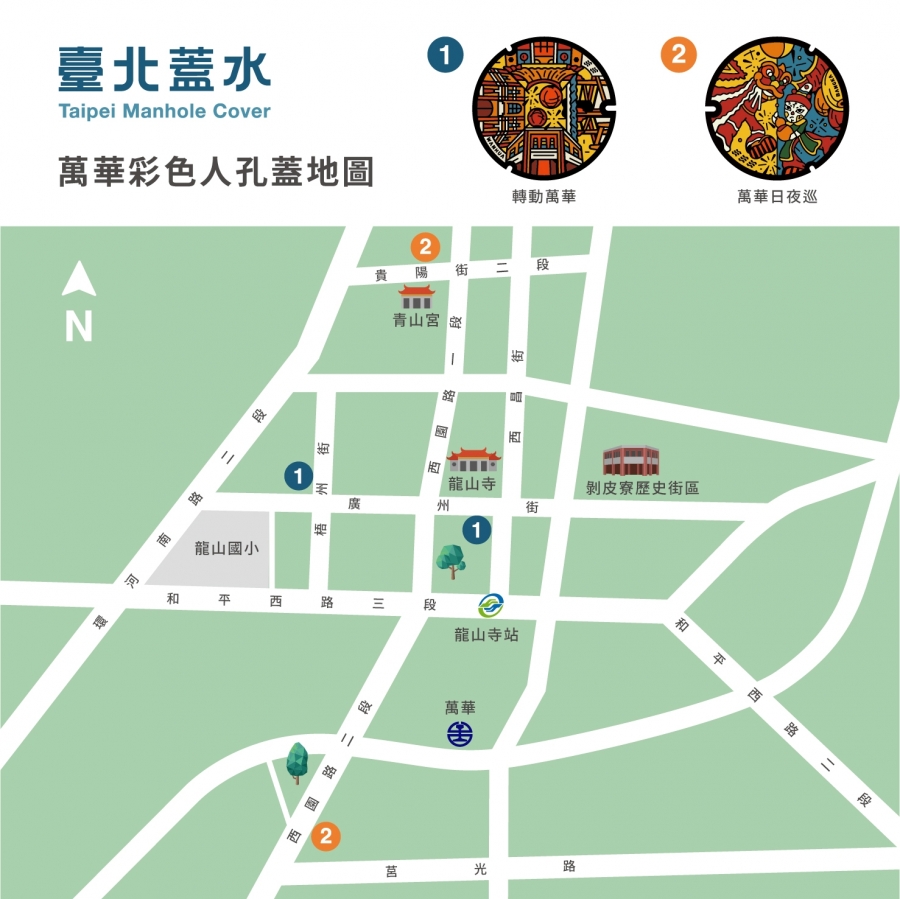 臺北蓋水
Taipei Manhole Cover
萬華彩色人孔蓋地圖
1
2
轉動萬華
萬華日夜巡
N
2
貴陽街二段
青山宮
西園路一段
西昌街
環河南路二段
梧州街
1
龍山寺
剝皮寮歷史街區
廣州街
1
龍山國小
和平西路三段
龍山寺站
和平西路二段
萬華
西園路二段
2
莒光路